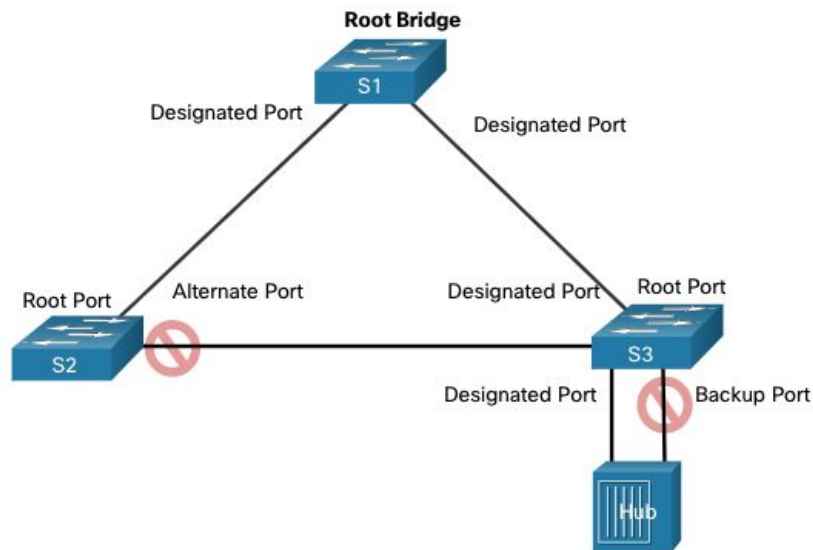 Root Bridge
S1
Designated Port
Designated Port
Root Port
Alternate Port
Designated Port
Root Port
S2
S3
Designated Port
Backup Port
Hub